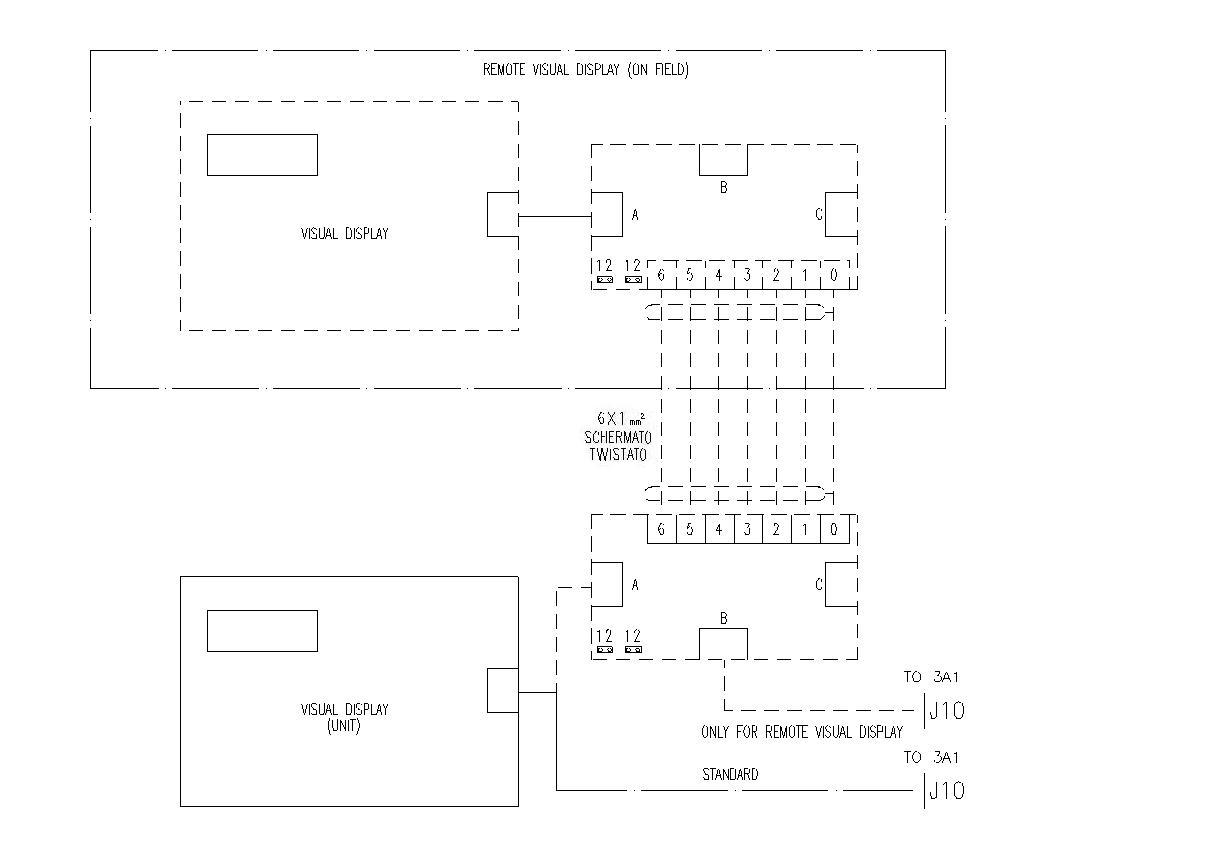 REMOTE VISUAL DISPLAY (ON FIELD)
B
A
C
VISUAL DISPLAY
12 12 6 5 4 3 2 1 0
6X1 mm²
SCHERMATO
TWISTATO
6 5 4 3 2 1 0
A
C
B
12 12
TO 3A1
J10
VISUAL DISPLAY
(UNIT)
ONLY FOR REMOTE VISUAL DISPLAY
TO 3A1
STANDARD
J10